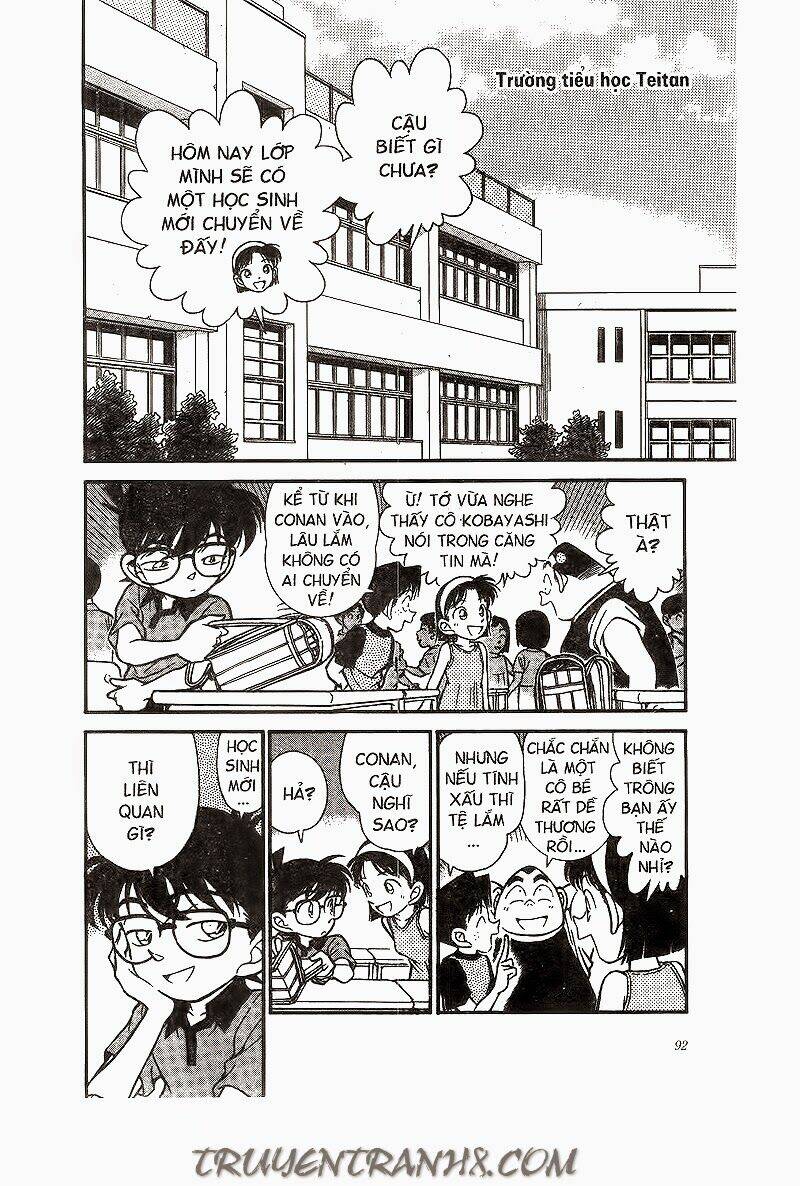 Trường tiểu học Teitan
CẬU
BIẾT GÌ
CHƯA?
HÔM NAY LỚP
MÌNH SẼ CÓ
MỘT HỌC SINH
MỚI CHUYỂN VỀ
ĐẤY!
THẬT
À?
Ừ! TỚ VỪA NGHE
THẤY CÔ KOBAYASHI
NÓI TRONG CĂNG
TIN MÀ!
KỂ TỪ KHI
CONAN VÀO,
LÂU LẮM
KHÔNG CÓ
AI CHUYỂN
VỀ!
KHÔNG
BIẾT
TRÔNG
BẠN ẤY
THẾ
NÀO
NHỈ?
CHẮC CHẮN
LÀ MỘT
CÔ BÉ
RẤT DỄ
THƯƠNG
RỒI...
NHƯNG
NẾU TÍNH
XẤU THÌ
TỆ LẮM
...
CONAN,
CẬU
NGHĨ
SAO?
HẢ?
HỌC
SINH
MỚI
...
THÌ
LIÊN
QUAN
GÌ?
92
TRUYENTRANH8.COM